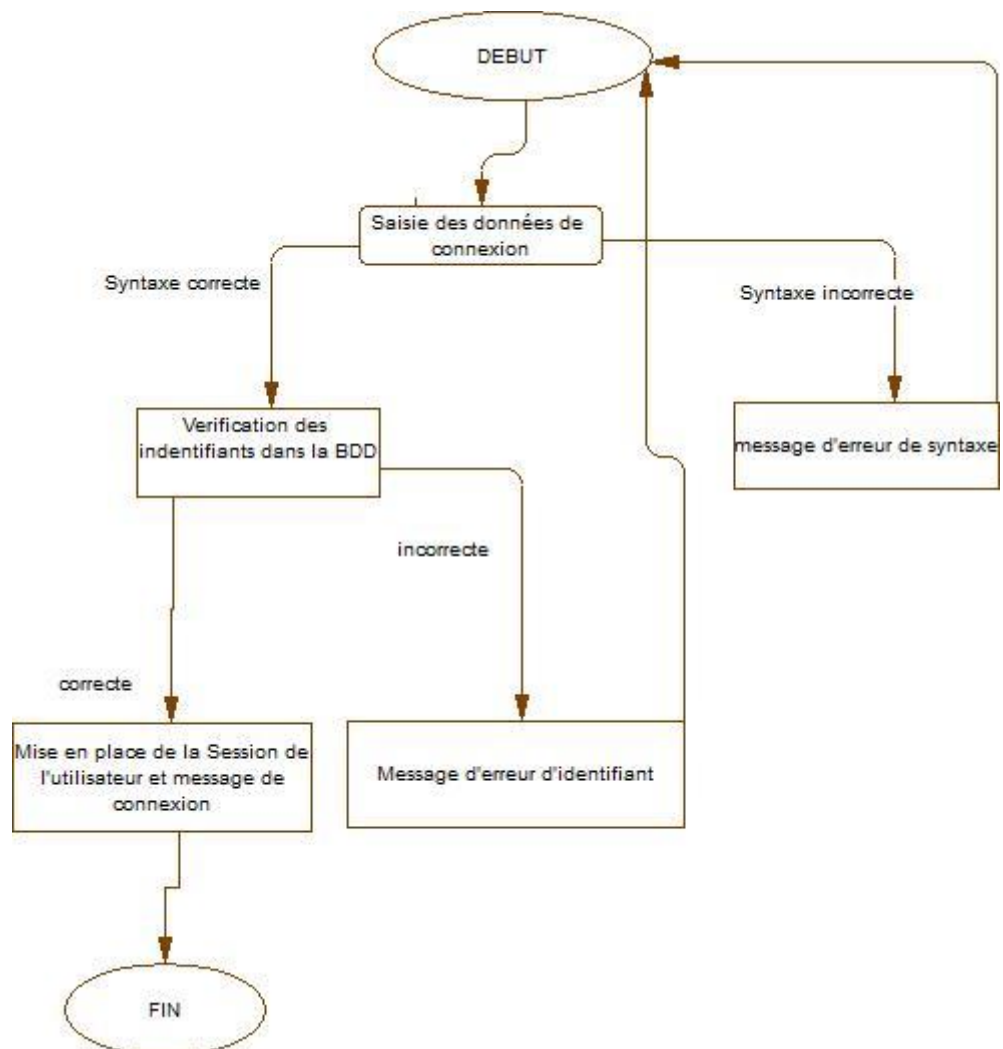 DEBUT
Saisie des données de
connexion
Syntaxe correcte
Syntaxe incorrecte
Verification des
indentifiants dans la BDD
message d'erreur de syntaxe
incorrecte
correcte
Mise en place de la Session de
l'utilisateur et message de
connexion
Message d'erreur d'identifiant
FIN